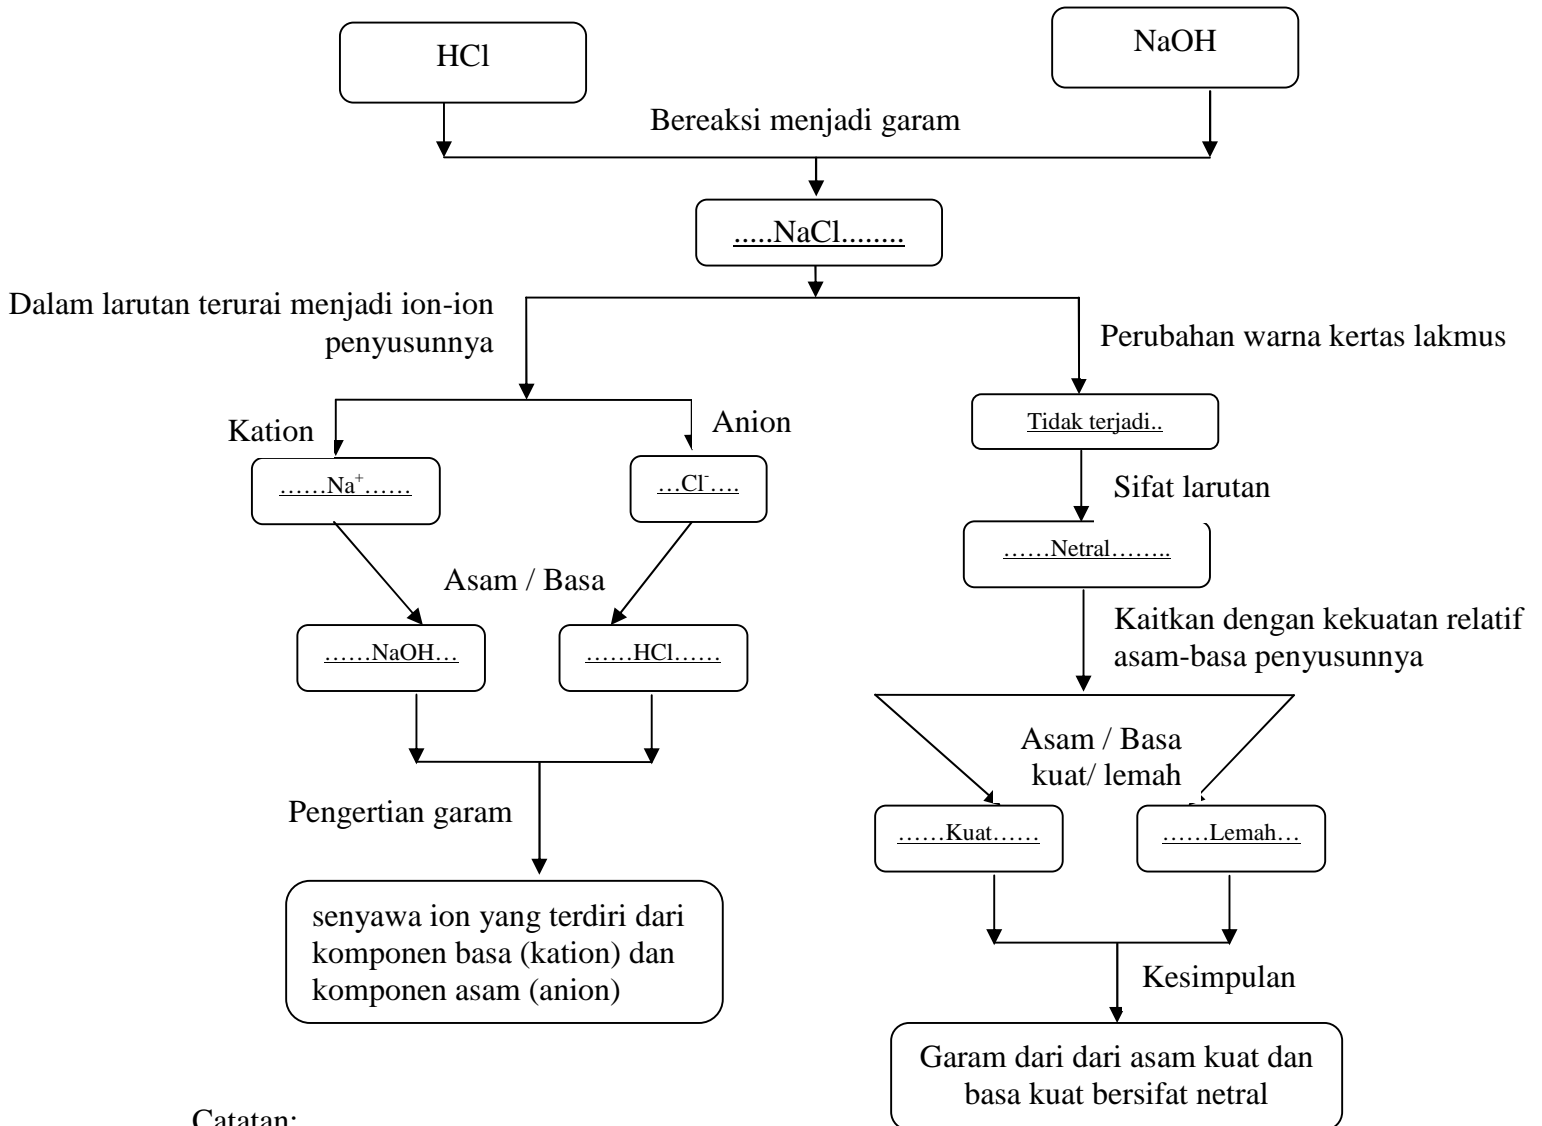 HCl
NaOH
Bereaksi menjadi garam
.....NaCl........
Dalam larutan terurai menjadi ion-ion
penyusunnya
Perubahan warna kertas lakmus
Kation
Anion
Tidak terjadi..
……Na⁺……
…Cl⁻….
Sifat larutan
……Netral……..
Asam / Basa
Kaitkan dengan kekuatan relatif
asam-basa penyusunnya
……NaOH…
……HCl……
Asam / Basa
kuat/ lemah
Pengertian garam
……Kuat……
……Lemah…
senyawa ion yang terdiri dari
komponen basa (kation) dan
komponen asam (anion)
Kesimpulan
Garam dari dari asam kuat dan
basa kuat bersifat netral
Catatan: